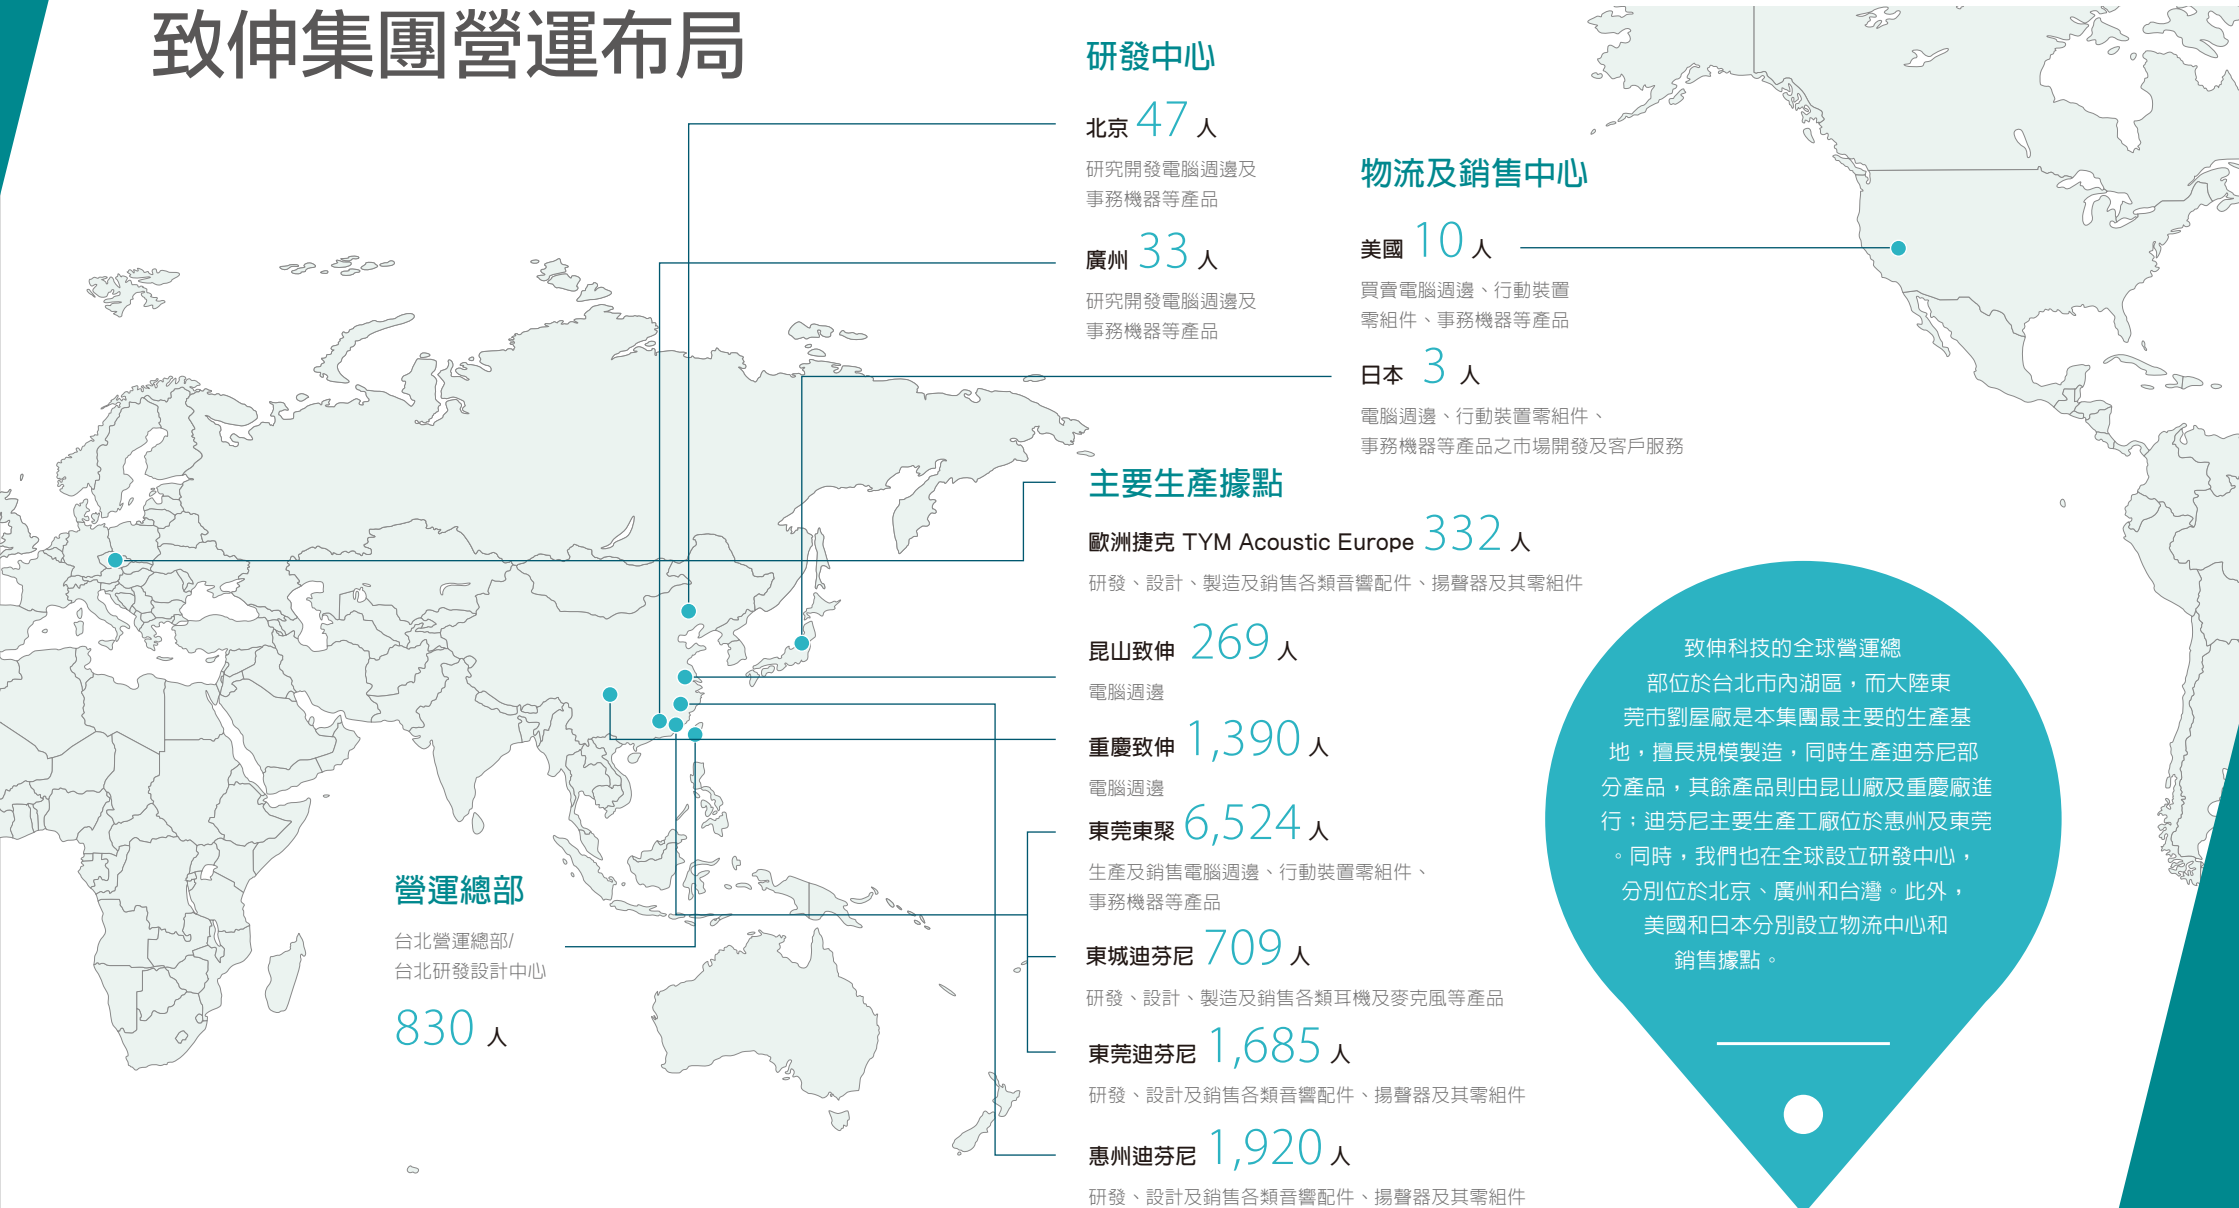 致伸集團營運布局
研發中心
北京 47 人
研究開發電腦週邊及
事務機器等產品
廣州 33 人
研究開發電腦週邊及
事務機器等產品
物流及銷售中心
美國 10 人
買賣電腦週邊、行動裝置
零組件、事務機器等產品
日本 3 人
電腦週邊、行動裝置零組件、
事務機器等產品之市場開發及客戶服務
主要生產據點
歐洲捷克 TYM Acoustic Europe 332 人
研發、設計、製造及銷售各類音響配件、揚聲器及其零組件
昆山致伸 269 人
電腦週邊
重慶致伸 1,390 人
電腦週邊
東莞東聚 6,524 人
生產及銷售電腦週邊、行動裝置零組件、
事務機器等產品
東城迪芬尼 709 人
研發、設計、製造及銷售各類耳機及麥克風等產品
東莞迪芬尼 1,685 人
研發、設計及銷售各類音響配件、揚聲器及其零組件
惠州迪芬尼 1,920 人
研發、設計及銷售各類音響配件、揚聲器及其零組件
營運總部
台北營運總部/
台北研發設計中心
830 人
致伸科技的全球營運總
部位於台北市內湖區，而大陸東
莞市劉屋廠是本集團最主要的生產基
地，擅長規模製造，同時生產迪芬尼部
分產品，其餘產品則由昆山廠及重慶廠進
行；迪芬尼主要生產工廠位於惠州及東莞
。同時，我們也在全球設立研發中心，
分別位於北京、廣州和台灣。此外，
美國和日本分別設立物流中心和
銷售據點。